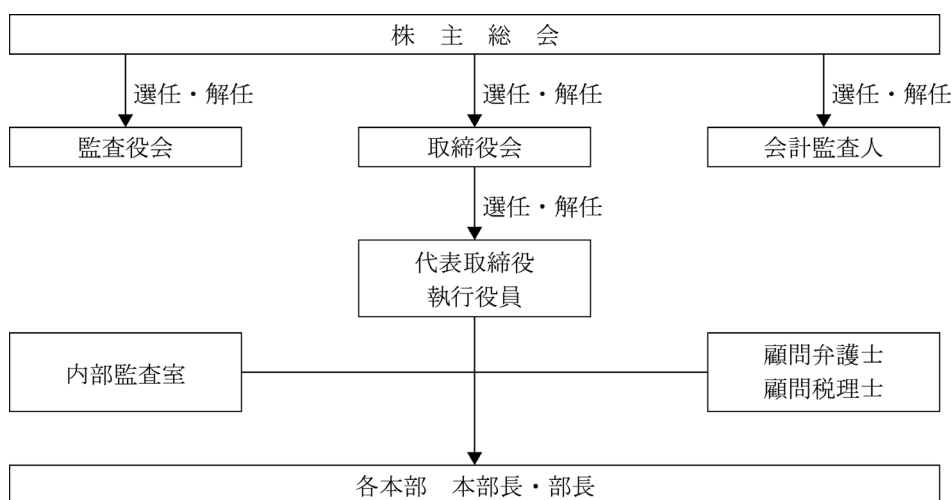 株 主 総 会
選任・解任
選任・解任
選任・解任
監査役会
取締役会
会計監査人
選任・解任
代表取締役
執行役員
内部監査室
顧問弁護士
顧問税理士
各本部 本部長・部長